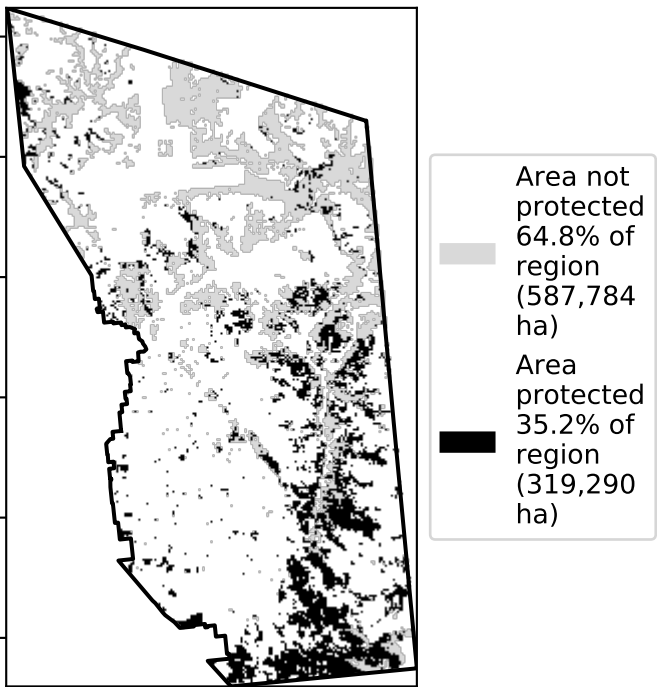 Area not
protected
64.8% of
region
(587,784
ha)
Area
protected
35.2% of
region
(319,290
ha)